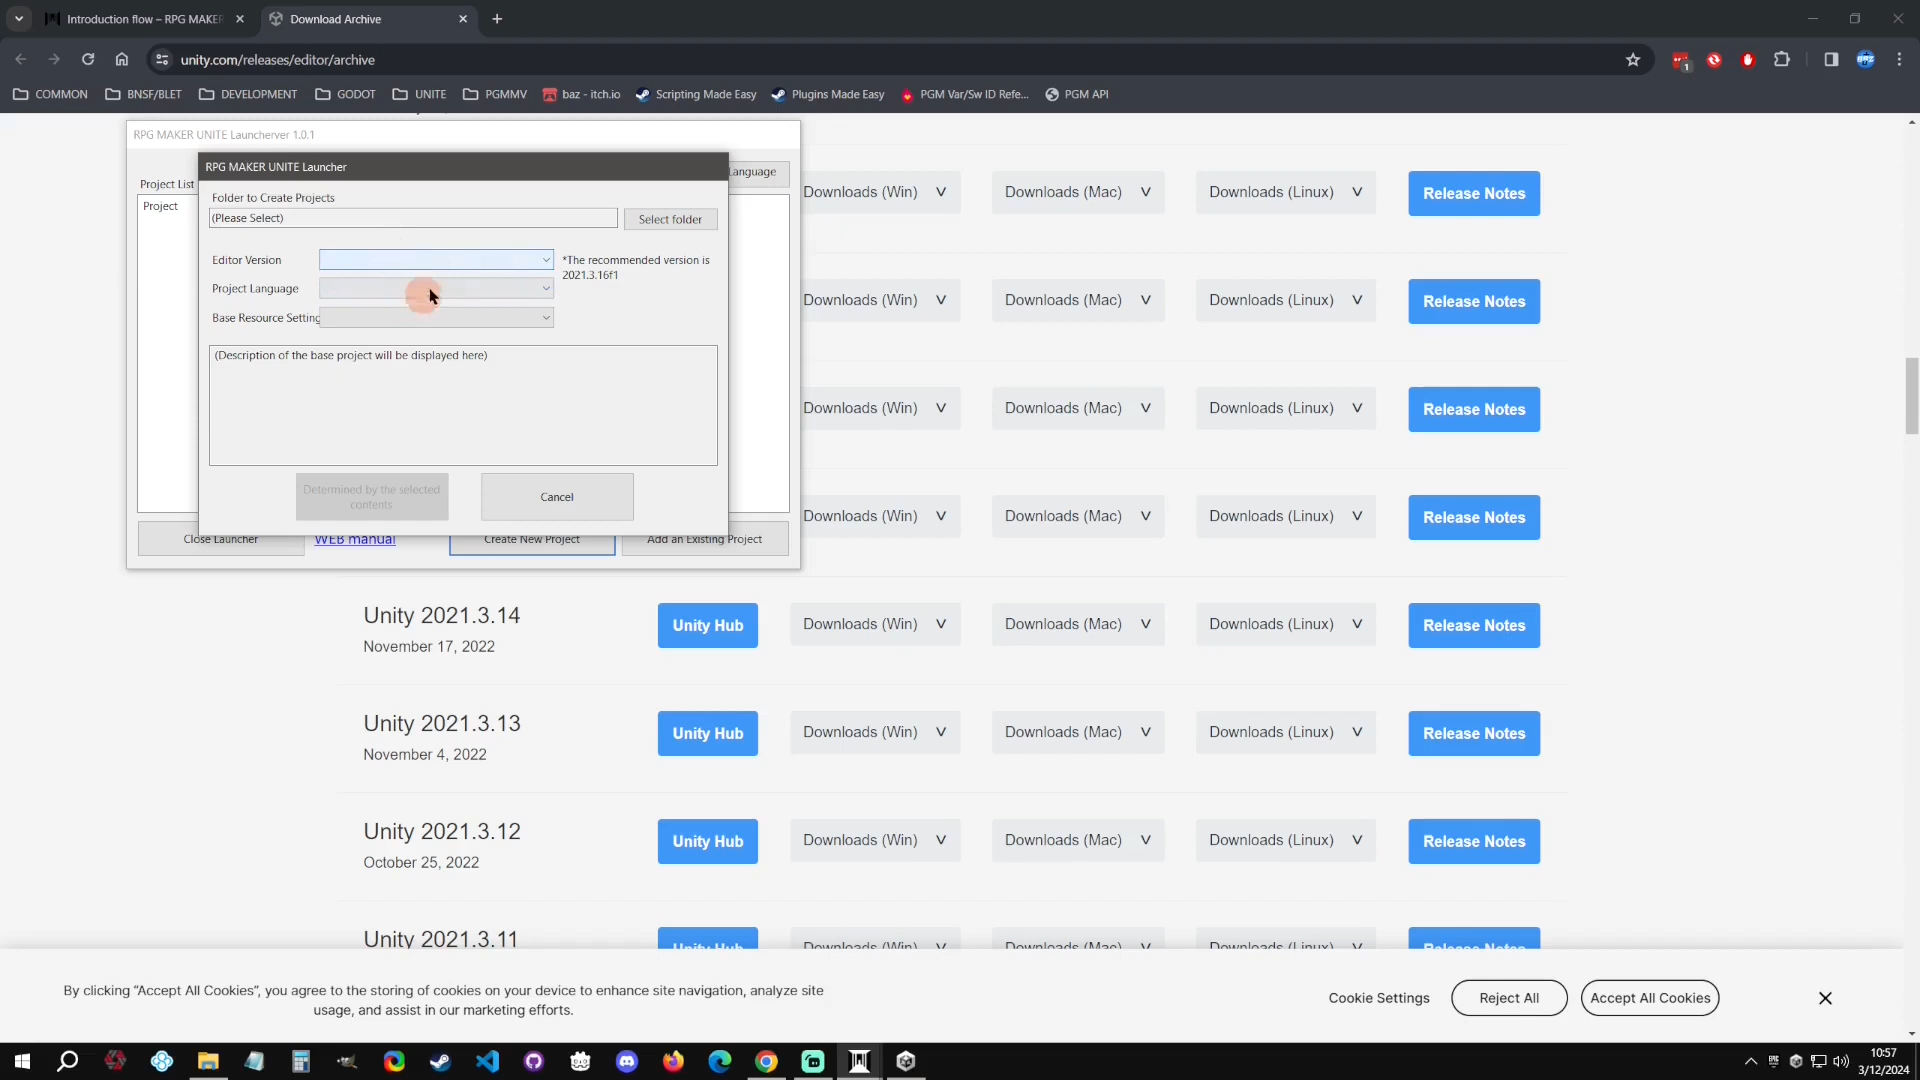 Introduction flow – RPG MAKER
Download Archive
unity.com/releases/editor/archive
1
COMMON
BNSF/BLET
DEVELOPMENT
GODOT
UNITE
PGMMV
baz - itch.io
Scripting Made Easy
Plugins Made Easy
PGM Var/Sw ID Refe...
PGM API
RPG MAKER UNITE Launcherver 1.0.1
RPG MAKER UNITE Launcher
Language
Project List
Project
Folder to Create Projects
(Please Select)
Select folder
Editor Version
*The recommended version is
2021.3.16f1
Project Language
Base Resource Setting
(Description of the base project will be displayed here)
Determined by the selected
contents
Cancel
Close Launcher
WEB manual
Create New Project
Add an Existing Project
Downloads (Win)
Downloads (Mac)
Downloads (Linux)
Release Notes
Downloads (Win)
Downloads (Mac)
Downloads (Linux)
Release Notes
Downloads (Win)
Downloads (Mac)
Downloads (Linux)
Release Notes
Downloads (Win)
Downloads (Mac)
Downloads (Linux)
Release Notes
Unity 2021.3.14
November 17, 2022
Unity Hub
Downloads (Win)
Downloads (Mac)
Downloads (Linux)
Release Notes
Unity 2021.3.13
November 4, 2022
Unity Hub
Downloads (Win)
Downloads (Mac)
Downloads (Linux)
Release Notes
Unity 2021.3.12
October 25, 2022
Unity Hub
Downloads (Win)
Downloads (Mac)
Downloads (Linux)
Release Notes
Unity 2021.3.11
Unity Hub
Downloads (Win)
Downloads (Mac)
Downloads (Linux)
Release Notes
By clicking “Accept All Cookies”, you agree to the storing of cookies on your device to enhance site navigation, analyze site
usage, and assist in our marketing efforts.
Cookie Settings
Reject All
Accept All Cookies
10:57
3/12/2024